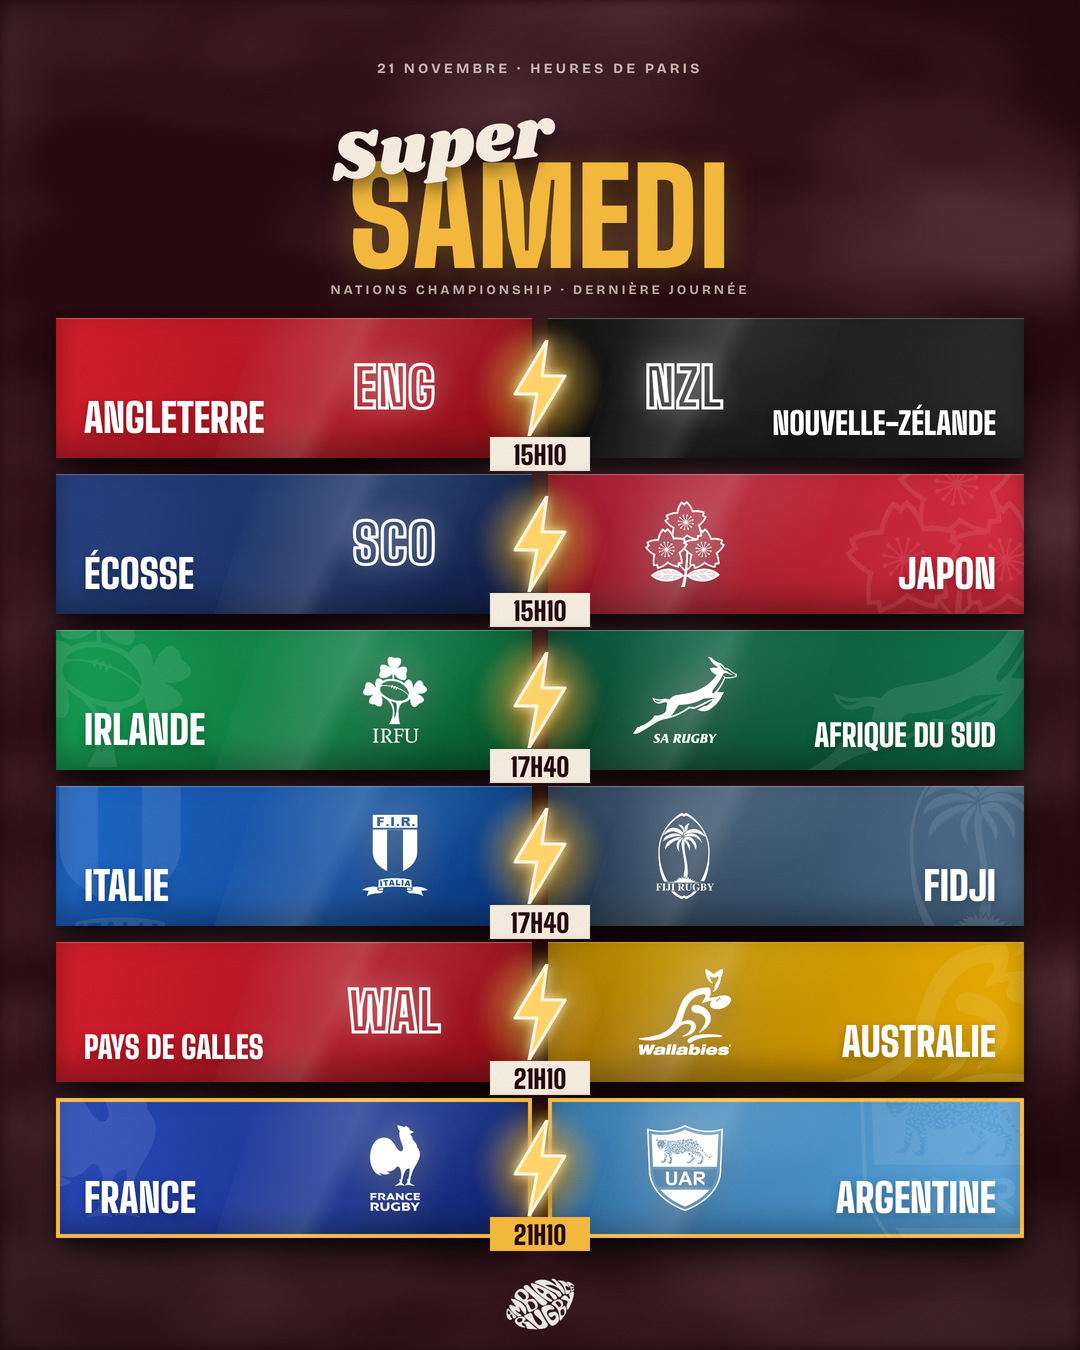 21 NOVEMBRE · HEURES DE PARIS
Super
SAMEDI
NATIONS CHAMPIONSHIP · DERNIÈRE JOURNÉE
ANGLETERRE
ENG
NZL
NOUVELLE-ZÉLANDE
15H10
ÉCOSSE
SCO
JAPON
15H10
IRLANDE
IRFU
SA RUGBY
AFRIQUE DU SUD
17H40
ITALIE
F.I.R.
ITALIA
FIJI RUGBY
FIDJI
17H40
PAYS DE GALLES
WAL
Wallabies
AUSTRALIE
21H10
FRANCE
FRANCE
RUGBY
UAR
ARGENTINE
21H10
AMBIANCE
RUGBY